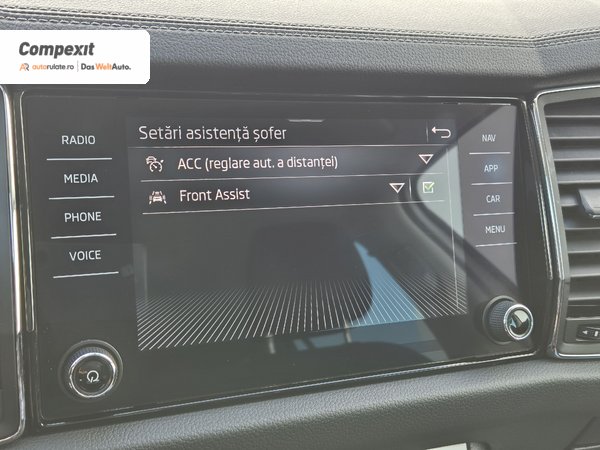 Compexit
autorulate.ro | Das WeltAuto.
Setări asistență șofer
ACC (reglare aut. a distanței)
Front Assist
RADIO
MEDIA
PHONE
VOICE
NAV
APP
CAR
MENU